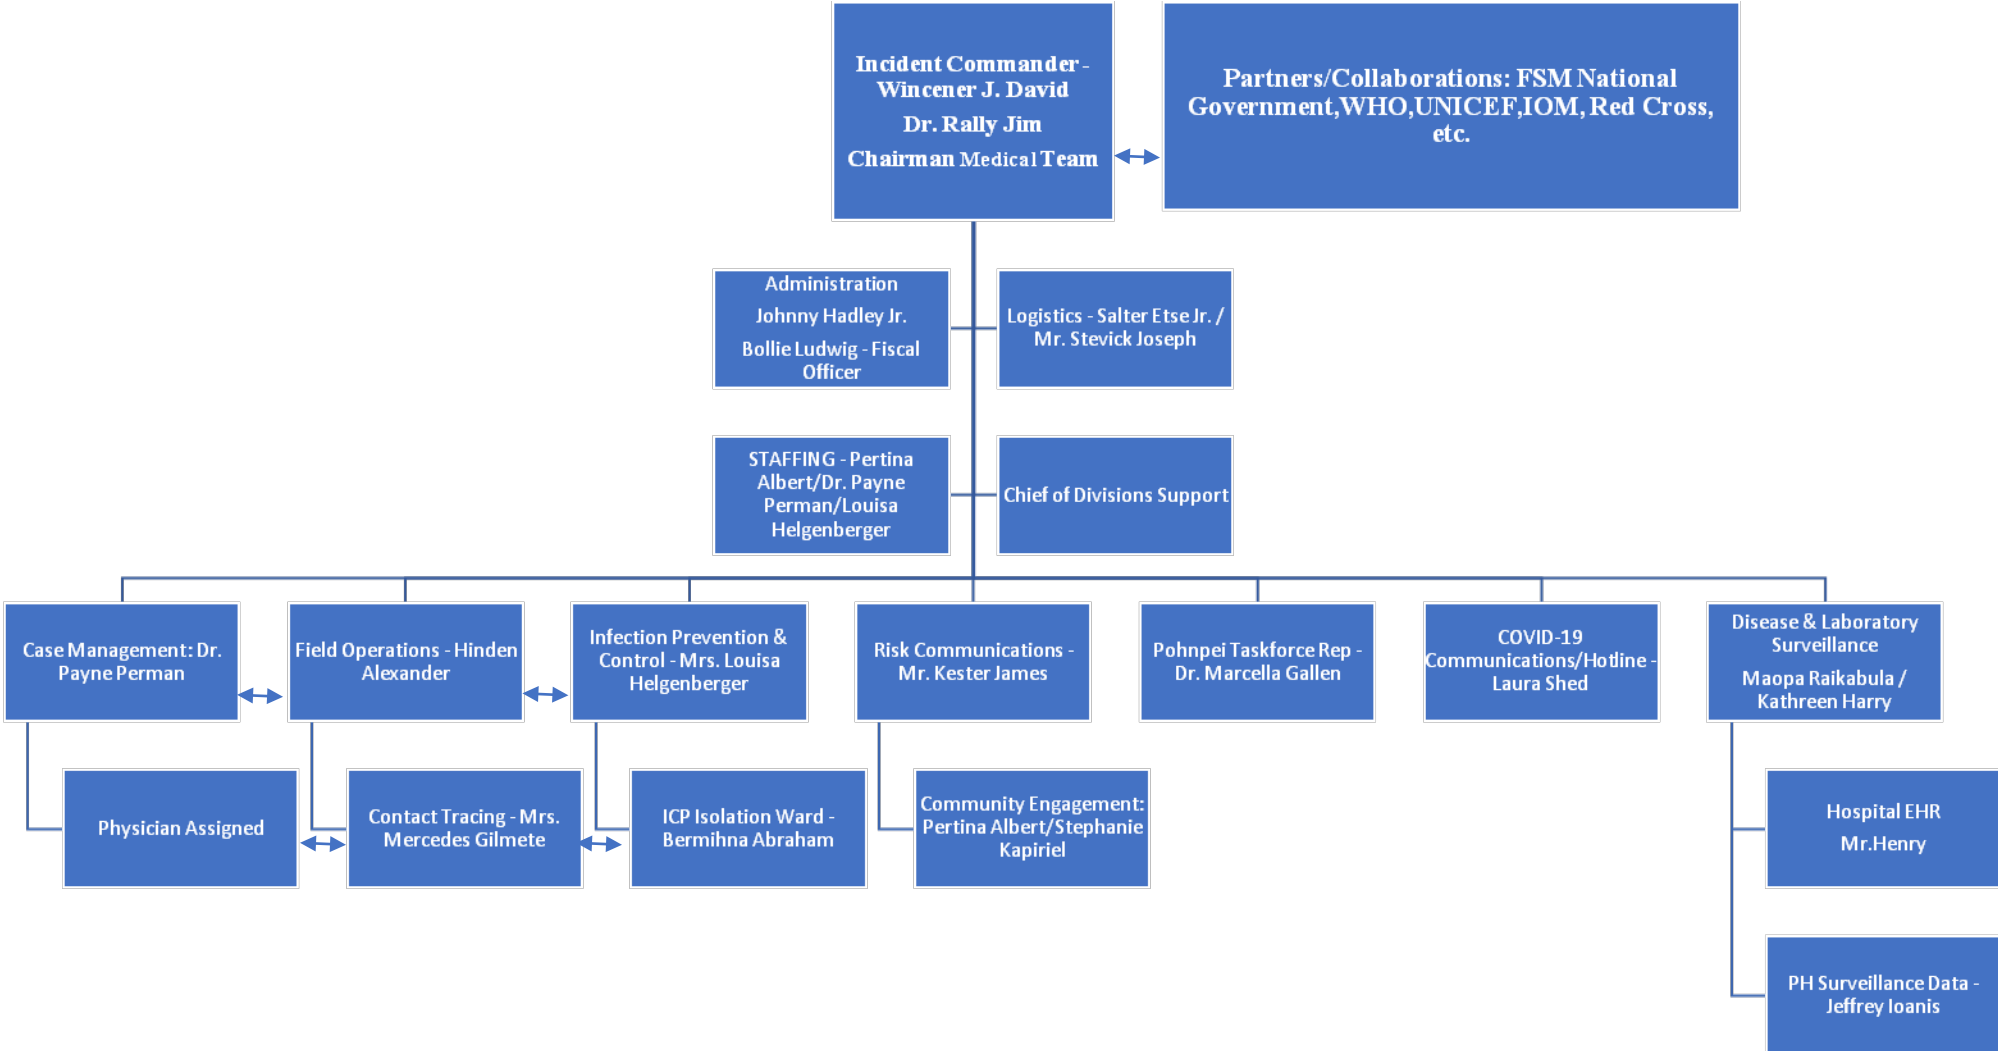 Incident Commander -
Wincener J. David
Dr. Rally Jim
Chairman Medical Team
Partners/Collaborations: FSM National
Government,WHO,UNICEF,IOM, Red Cross,
etc.
Administration
Johnny Hadley Jr.
Bollie Ludwig - Fiscal
Officer
Logistics - Salter Etse Jr. /
Mr. Stevick Joseph
STAFFING - Pertina
Albert/Dr. Payne
Perman/Louisa
Helgenberger
Chief of Divisions Support
Case Management: Dr.
Payne Perman
Field Operations - Hinden
Alexander
Infection Prevention &
Control - Mrs. Louisa
Helgenberger
Risk Communications -
Mr. Kester James
Pohnpei Taskforce Rep -
Dr. Marcella Gallen
COVID-19
Communications/Hotline -
Laura Shed
Disease & Laboratory
Surveillance
Maopa Raikabula /
Kathreen Harry
Physician Assigned
Contact Tracing - Mrs.
Mercedes Gilmete
ICP Isolation Ward -
Bermihna Abraham
Community Engagement:
Pertina Albert/Stephanie
Kapiriel
Hospital EHR
Mr.Henry
PH Surveillance Data -
Jeffrey Ioanis